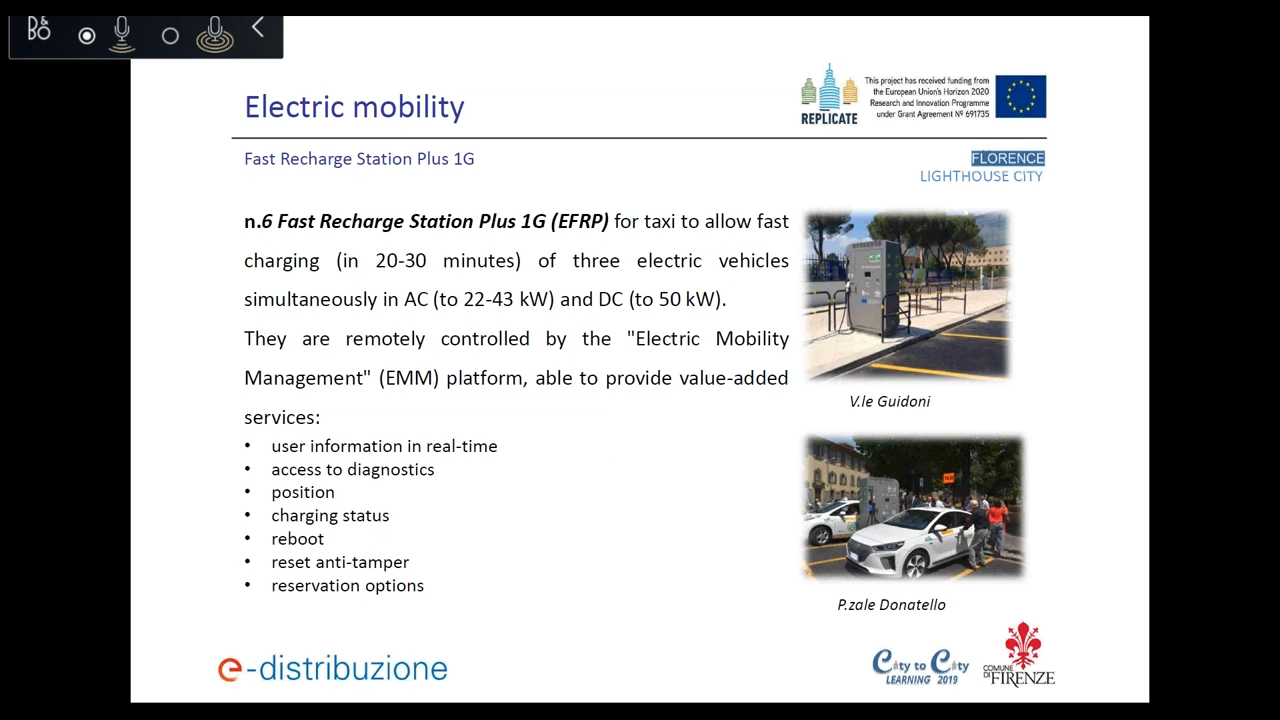 Electric mobility
REPLICATE
This project has received funding from
the European Union's Horizon 2020
Research and Innovation Programme
under Grant Agreement Nº 691735
Fast Recharge Station Plus 1G
FLORENCE
LIGHTHOUSE CITY
n.6 Fast Recharge Station Plus 1G (EFRP) for taxi to allow fast
charging (in 20-30 minutes) of three electric vehicles
simultaneously in AC (to 22-43 kW) and DC (to 50 kW).
They are remotely controlled by the "Electric Mobility
Management" (EMM) platform, able to provide value-added
services:
• user information in real-time
• access to diagnostics
• position
• charging status
• reboot
• reset anti-tamper
• reservation options
V.le Guidoni
P.zale Donatello
e-distribuzione
City to City
LEARNING 2019
COMUNE
DI FIRENZE